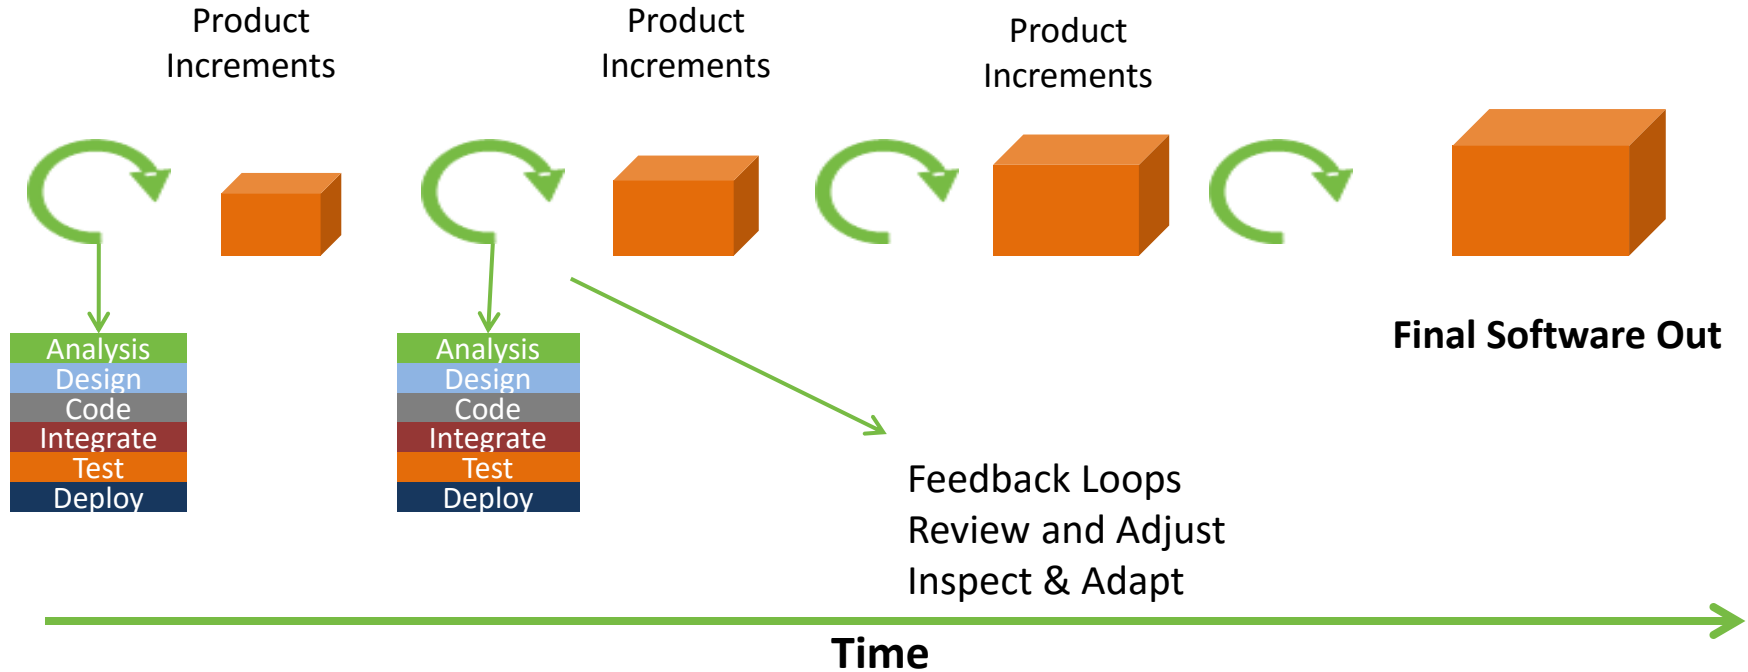 Product
Increments
Product
Increments
Product
Increments
Final Software Out
Analysis
Design
Code
Integrate
Test
Deploy
Analysis
Design
Code
Integrate
Test
Deploy
Feedback Loops
Review and Adjust
Inspect & Adapt
Time